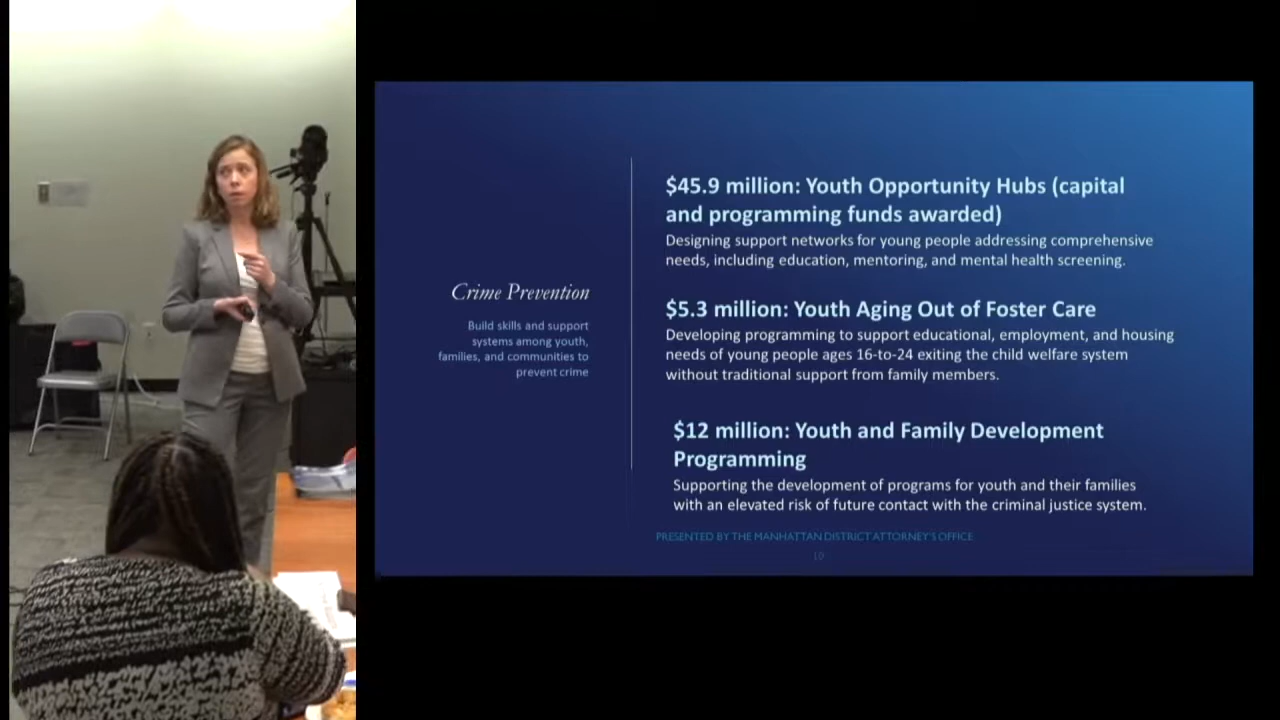 Crime Prevention
Build skills and support
systems among youth,
families, and communities to
prevent crime
$45.9 million: Youth Opportunity Hubs (capital
and programming funds awarded)
Designing support networks for young people addressing comprehensive
needs, including education, mentoring, and mental health screening.
$5.3 million: Youth Aging Out of Foster Care
Developing programming to support educational, employment, and housing
needs of young people ages 16-to-24 exiting the child welfare system
without traditional support from family members.
$12 million: Youth and Family Development
Programming
Supporting the development of programs for youth and their families
with an elevated risk of future contact with the criminal justice system.
PRESENTED BY THE MANHATTAN DISTRICT ATTORNEY'S OFFICE
10